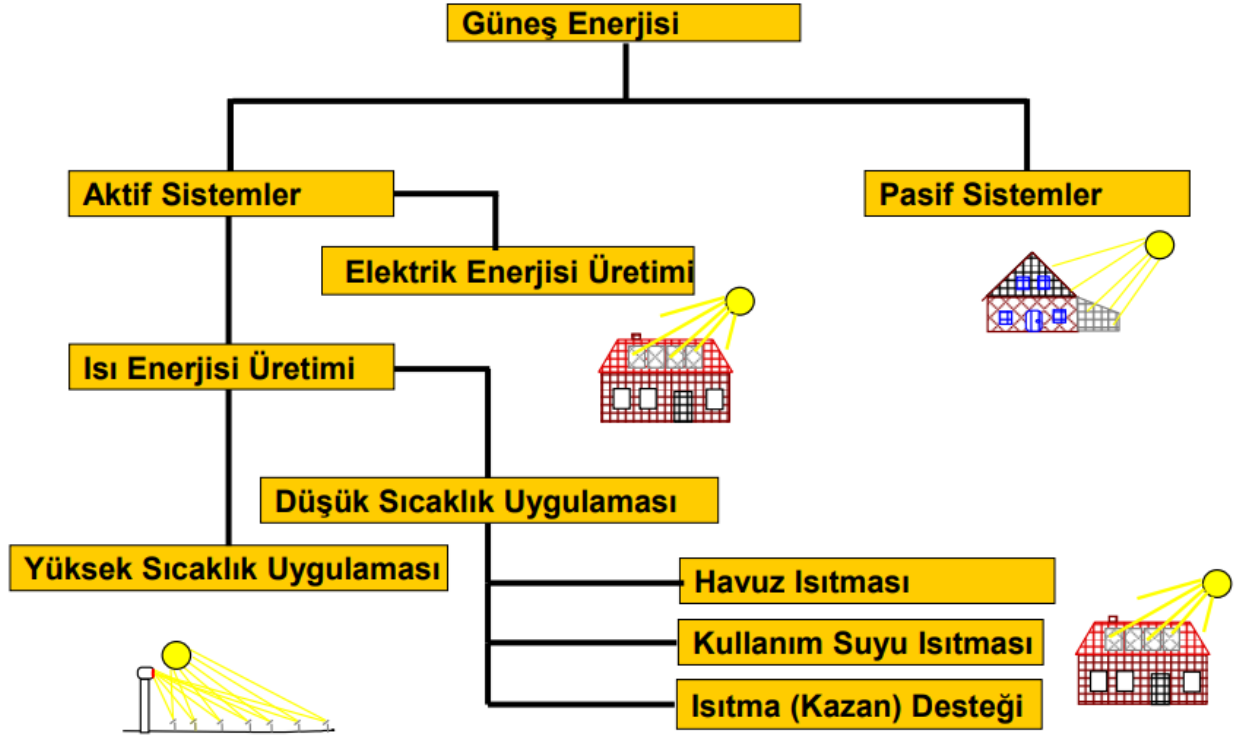 Güneş Enerjisi
Aktif Sistemler
Pasif Sistemler
Elektrik Enerjisi Üretimi
Isı Enerjisi Üretimi
Düşük Sıcaklık Uygulaması
Yüksek Sıcaklık Uygulaması
Havuz Isıtması
Kullanım Suyu Isıtması
Isıtma (Kazan) Desteği